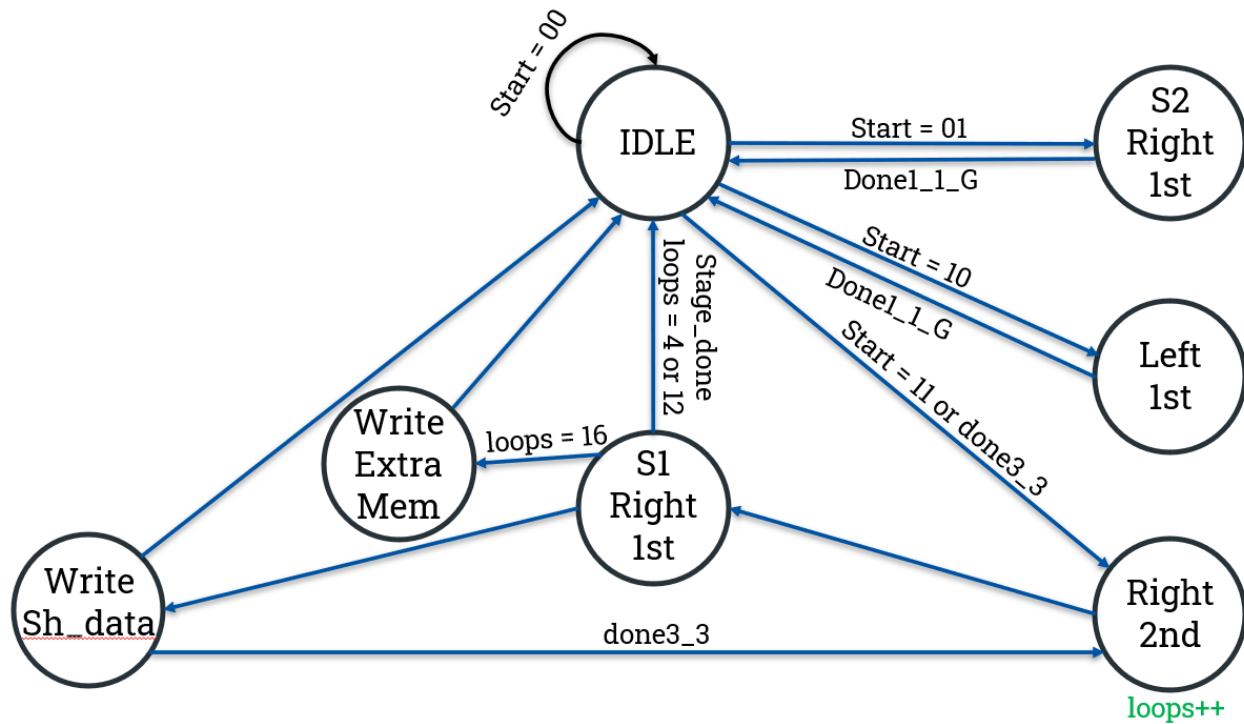 Start = 00
IDLE
Start = 01
Done1_1_G
S2
Right
1st
Start = 10
Done1_1_G
Start = 11 or done3_3
Stage_done
loops = 4 or 12
Left
1st
Write
Extra
Mem
loops = 16
S1
Right
1st
Write
Sh_data
done3_3
Right
2nd
loops++